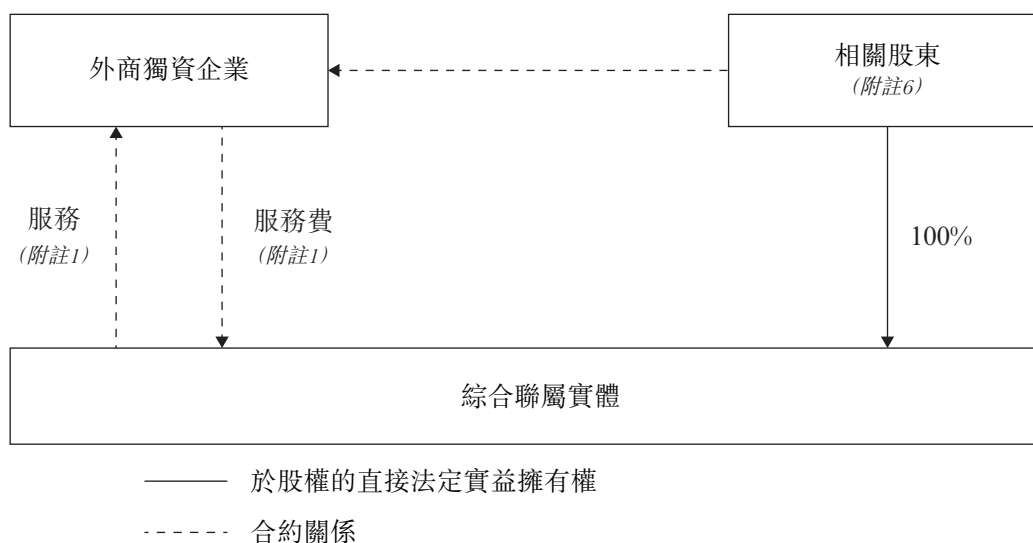 外商獨資企業
相關股東
(附註6)
服務
(附註1)
服務費
(附註1)
100%
綜合聯屬實體
於股權的直接法定實益擁有權
合約關係